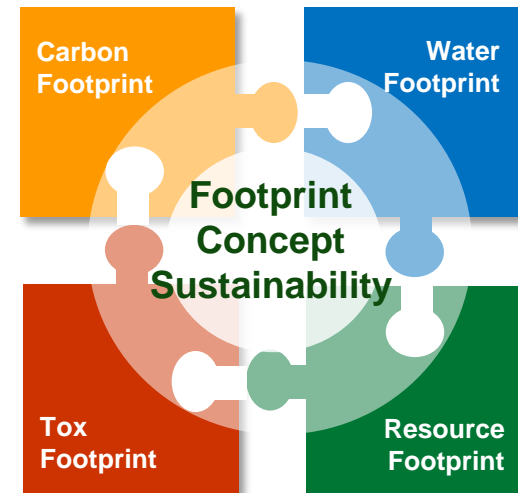 Carbon
Footprint
Water
Footprint
Footprint
Concept
Sustainability
Tox
Footprint
Resource
Footprint